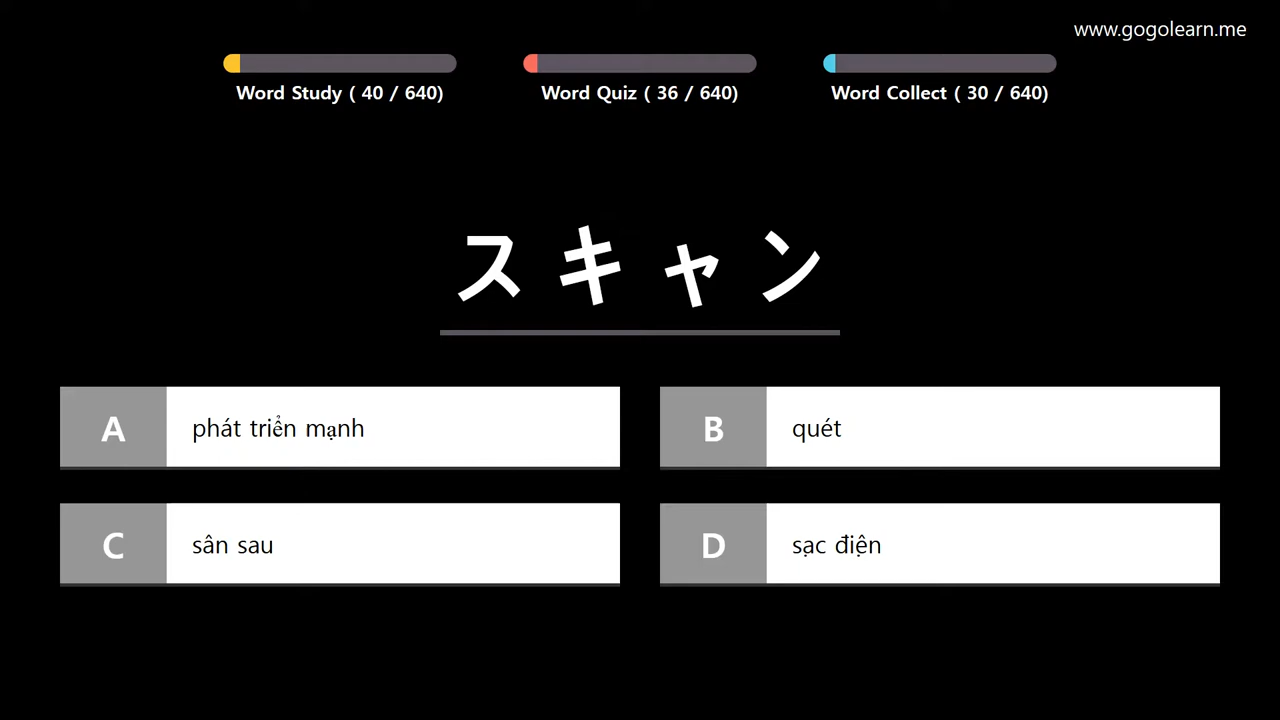 www.gogolearn.me
Word Study ( 40 / 640)
Word Quiz ( 36 / 640)
Word Collect ( 30 / 640)
スキャン
A phát triển mạnh
B quét
C sân sau
D sạc điện